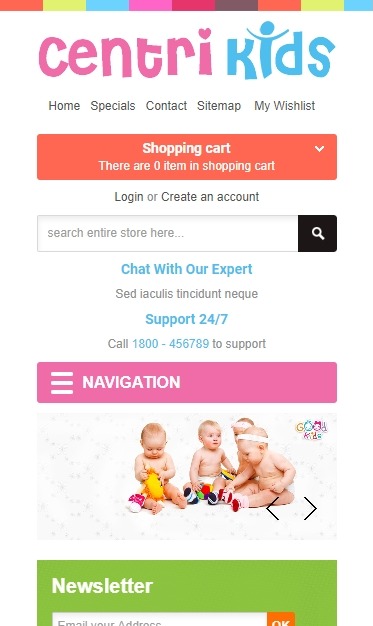 centri kids
Home Specials Contact Sitemap My Wishlist
Shopping cart
There are 0 item in shopping cart
Login or Create an account
search entire store here...
Chat With Our Expert
Sed iaculis tincidunt neque
Support 24/7
Call 1800 - 456789 to support
NAVIGATION
GOOD
kids
Newsletter
Email your Address
OK